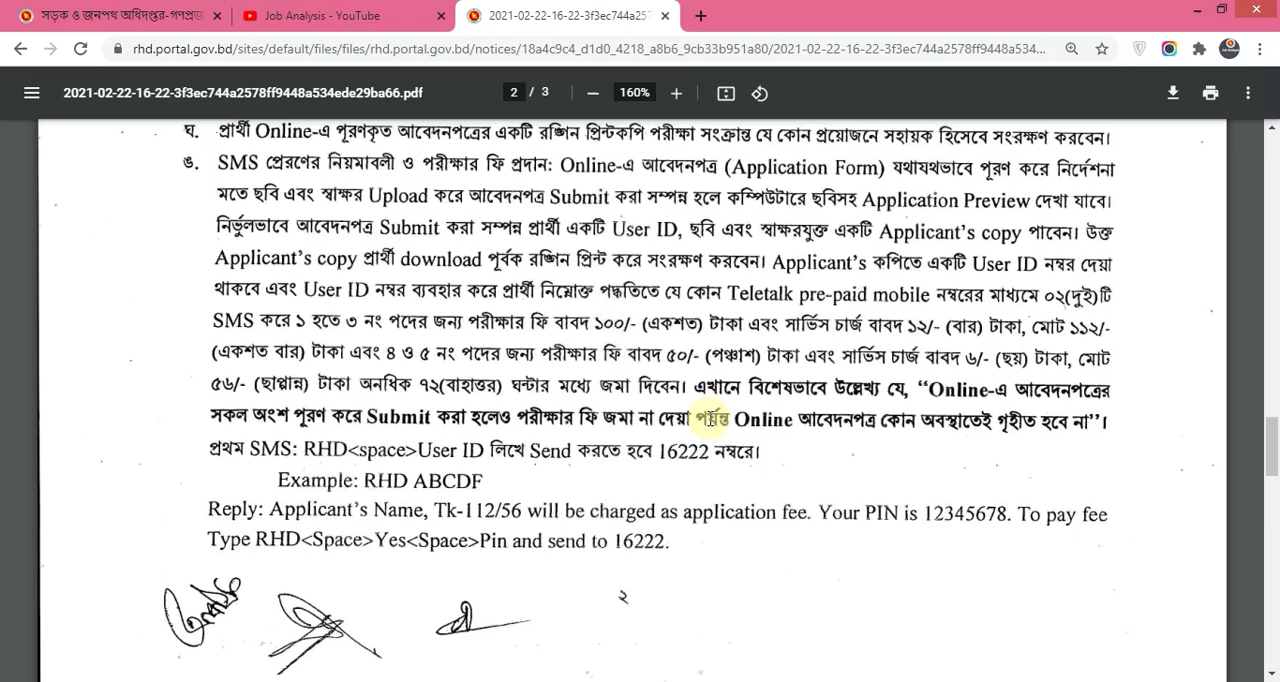 সড়ক ও জনপথ অধিদপ্তর-গণপ্রজ
Job Analysis - YouTube
2021-02-22-16-22-3f3ec744a257
rhd.portal.gov.bd/sites/default/files/files/rhd.portal.gov.bd/notices/18a4c9c4_d1d0_4218_a8b6_9cb33b951a80/2021-02-22-16-22-3f3ec744a2578ff9448a534...
2021-02-22-16-22-3f3ec744a2578ff9448a534ede29ba66.pdf 2 / 3 160%
ঘ. প্রার্থী Online-এ পূরণকৃত আবেদনপত্রের একটি রঙ্গিন প্রিন্টকপি পরীক্ষা সংক্রান্ত যে কোন প্রয়োজনে সহায়ক হিসেবে সংরক্ষণ করবেন।
ঙ. SMS প্রেরণের নিয়মাবলী ও পরীক্ষার ফি প্রদান: Online-এ আবেদনপত্র (Application Form) যথাযথভাবে পূরণ করে নির্দেশনা
মতে ছবি এবং স্বাক্ষর Upload করে আবেদনপত্র Submit করা সম্পন্ন হলে কম্পিউটারে ছবিসহ Application Preview দেখা যাবে।
নির্ভুলভাবে আবেদনপত্র Submit করা সম্পন্ন প্রার্থী একটি User ID, ছবি এবং স্বাক্ষরযুক্ত একটি Applicant's copy পাবেন। উক্ত
Applicant's copy প্রার্থী download পূর্বক রঙ্গিন প্রিন্ট করে সংরক্ষণ করবেন। Applicant's কপিতে একটি User ID নম্বর দেয়া
থাকবে এবং User ID নম্বর ব্যবহার করে প্রার্থী নিম্নোক্ত পদ্ধতিতে যে কোন Teletalk pre-paid mobile নম্বরের মাধ্যমে ০২(দুই)টি
SMS করে ১ হতে ৩ নং পদের জন্য পরীক্ষার ফি বাবদ ১০০/- (একশত) টাকা এবং সার্ভিস চার্জ বাবদ ১২/- (বার) টাকা, মোট ১১২/-
(একশত বার) টাকা এবং ৪ ও ৫ নং পদের জন্য পরীক্ষার ফি বাবদ ৫০/- (পঞ্চাশ) টাকা এবং সার্ভিস চার্জ বাবদ ৬/- (ছয়) টাকা, মোট
৫৬/- (ছাপ্পান্ন) টাকা অনধিক ৭২(বাহাত্তর) ঘন্টার মধ্যে জমা দিবেন। এখানে বিশেষভাবে উল্লেখ্য যে, “Online-এ আবেদনপত্রের
সকল অংশ পূরণ করে Submit করা হলেও পরীক্ষার ফি জমা না দেয়া পর্যন্ত Online আবেদনপত্র কোন অবস্থাতেই গৃহীত হবে না”।
প্রথম SMS: RHD<space>User ID লিখে Send করতে হবে 16222 নম্বরে।
Example: RHD ABCDF
Reply: Applicant's Name, Tk-112/56 will be charged as application fee. Your PIN is 12345678. To pay fee
Type RHD<Space>Yes<Space>Pin and send to 16222.
২